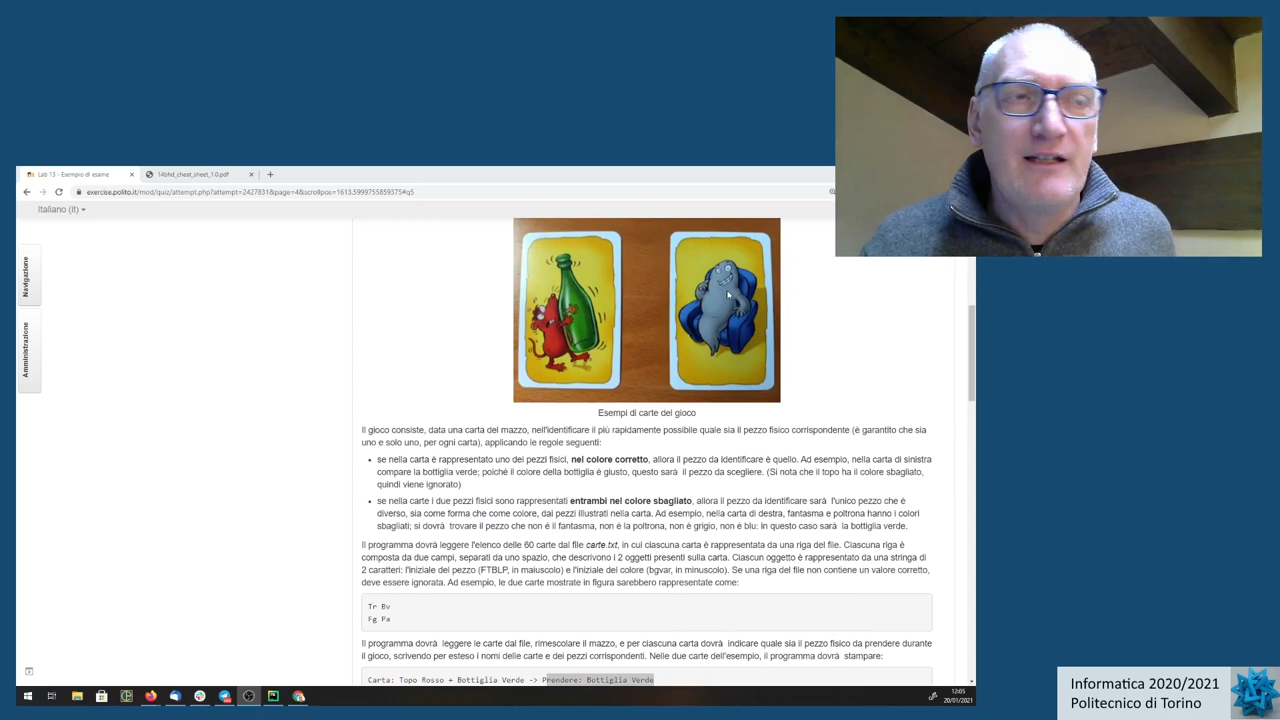 Lab 13 - Esempio di esame
14bhd_cheat_sheet_1.0.pdf
exercise.polito.it/mod/quiz/attempt.php?attempt=2427831&page=4&scrollpos=1613.5999755859375#q5
Italiano (it)
Navigazione
Amministrazione
Esempi di carte del gioco
Il gioco consiste, data una carta del mazzo, nell'identificare il più rapidamente possibile quale sia il pezzo fisico corrispondente (è garantito che sia
uno e solo uno, per ogni carta), applicando le regole seguenti:
se nella carta è rappresentato uno dei pezzi fisici, nel colore corretto, allora il pezzo da identificare è quello. Ad esempio, nella carta di sinistra
compare la bottiglia verde; poiché il colore della bottiglia è giusto, questo sarà il pezzo da scegliere. (Si nota che il topo ha il colore sbagliato,
quindi viene ignorato)
se nella carte i due pezzi fisici sono rappresentati entrambi nel colore sbagliato, allora il pezzo da identificare sarà l'unico pezzo che è
diverso, sia come forma che come colore, dai pezzi illustrati nella carta. Ad esempio, nella carta di destra, fantasma e poltrona hanno i colori
sbagliati; si dovrà trovare il pezzo che non è il fantasma, non è la poltrona, non è grigio, non è blu: in questo caso sarà la bottiglia verde.
Il programma dovrà leggere l'elenco delle 60 carte dal file carte.txt, in cui ciascuna carta è rappresentata da una riga del file. Ciascuna riga è
composta da due campi, separati da uno spazio, che descrivono i 2 oggetti presenti sulla carta. Ciascun oggetto è rappresentato da una stringa di
2 caratteri: l'iniziale del pezzo (FTBLP, in maiuscolo) e l'iniziale del colore (bgvar, in minuscolo). Se una riga del file non contiene un valore corretto,
deve essere ignorata. Ad esempio, le due carte mostrate in figura sarebbero rappresentate come:
Tr Bv
Fg Pa
Il programma dovrà leggere le carte dal file, rimescolare il mazzo, e per ciascuna carta dovrà indicare quale sia il pezzo fisico da prendere durante
il gioco, scrivendo per esteso i nomi delle carte e dei pezzi corrispondenti. Nelle due carte dell'esempio, il programma dovrà stampare:
Carta: Topo Rosso + Bottiglia Verde -> Prendere: Bottiglia Verde
12:05
20/01/2021
Informatica 2020/2021
Politecnico di Torino